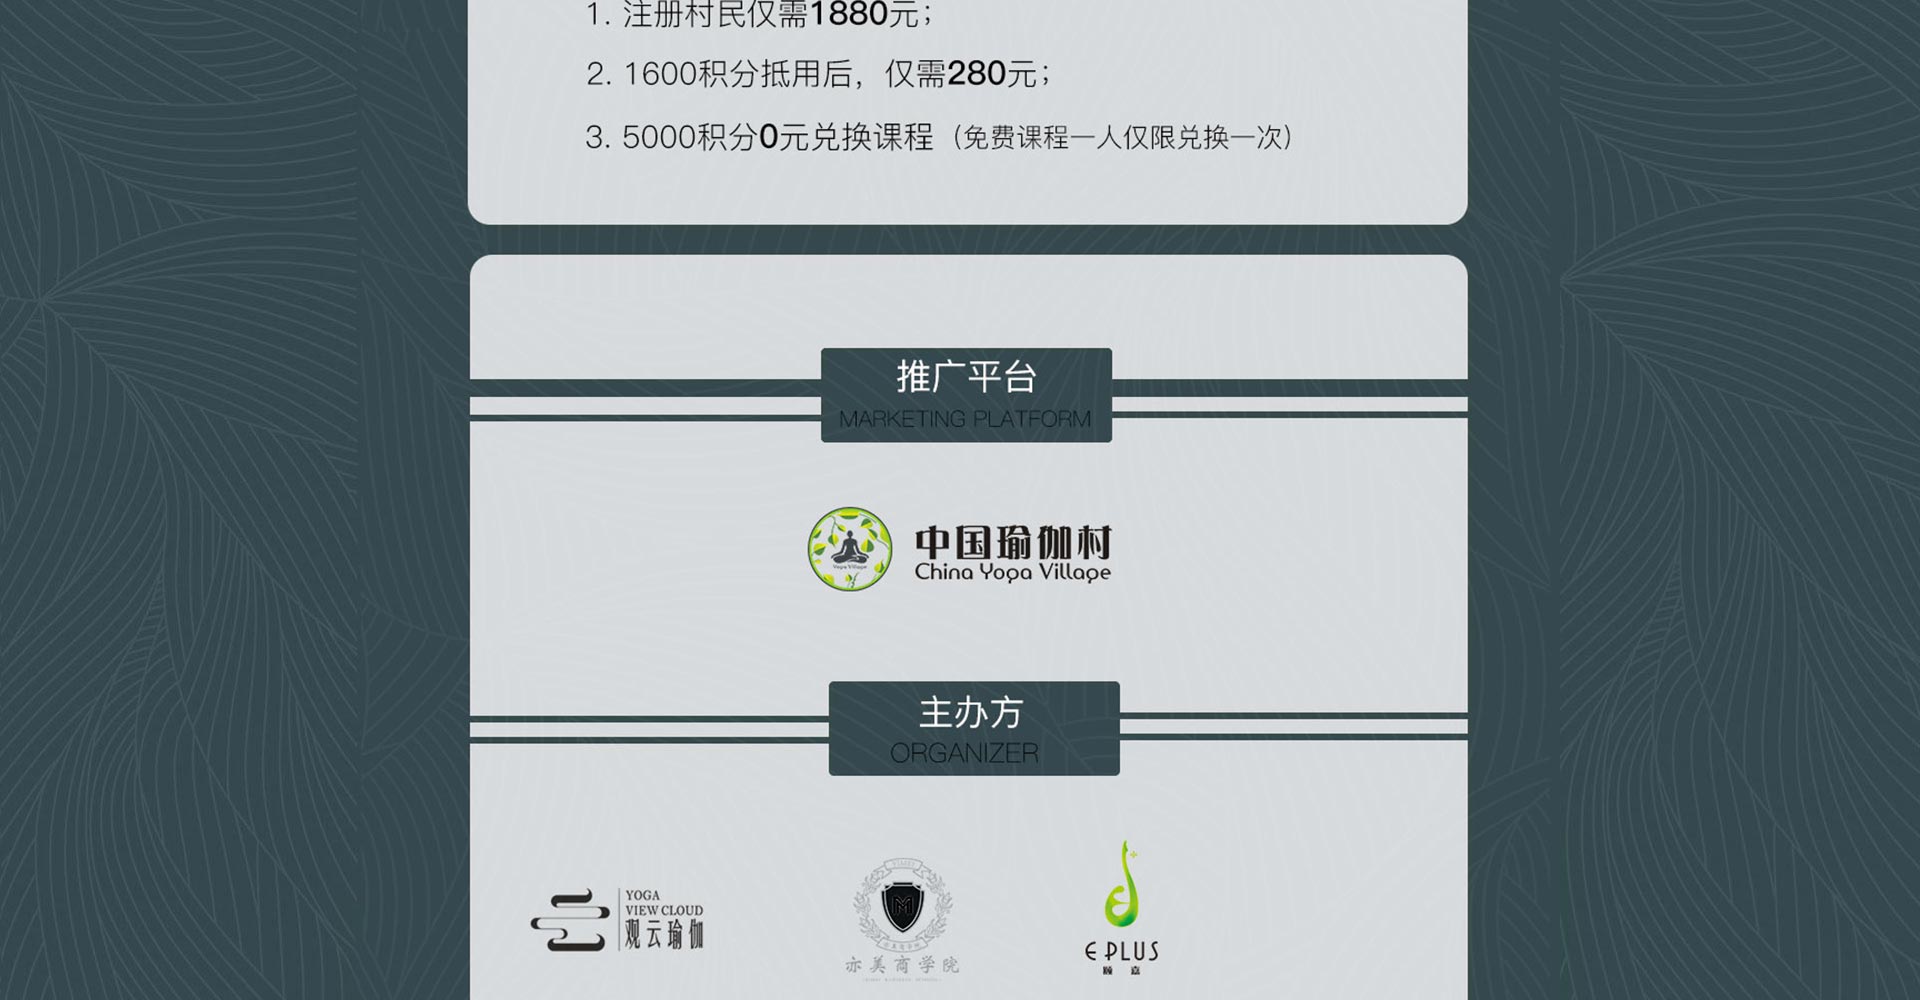 1. 注册村民仅需1880元；
2. 1600积分抵用后，仅需280元；
3. 5000积分0元兑换课程（免费课程一人仅限兑换一次）
推广平台
MARKETING PLATFORM
Yoga Village
中国瑜伽村
China Yoga Village
主办方
ORGANIZER
YOGA
VIEW CLOUD
观云瑜伽
M
亦美商学院
E PLUS
颐嘉